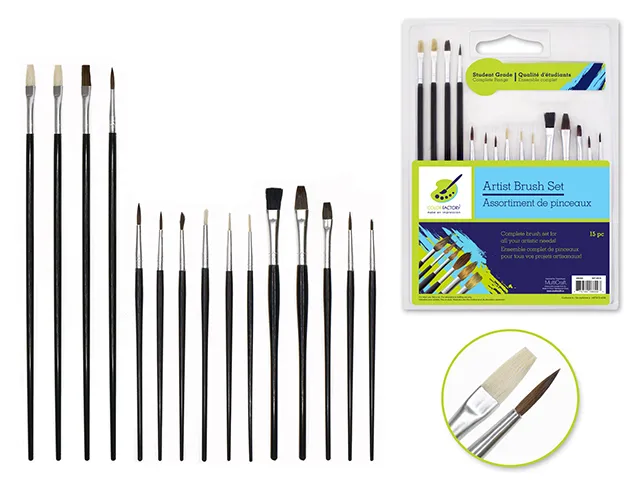 Student Grade
Complete Range
Qualité d'étudiante
Ensemble complet
COLOR FACTORY
Artist Brush Set
Assortiment de pinceaux
Complete brush set for
all your artistic needs!
Ensemble complet de pinceaux
pour tous vos projets artisanaux!
15 pc
MultiCraft